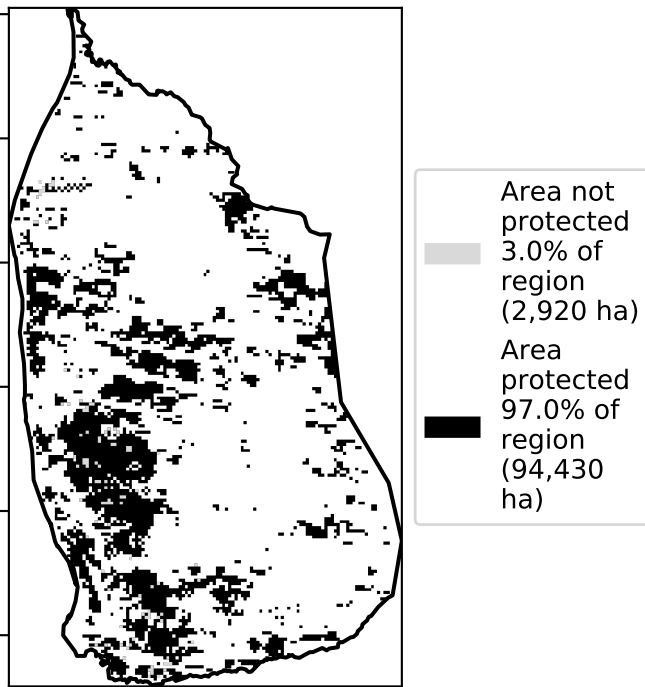 Area not
protected
3.0% of
region
(2,920 ha)
Area
protected
97.0% of
region
(94,430
ha)